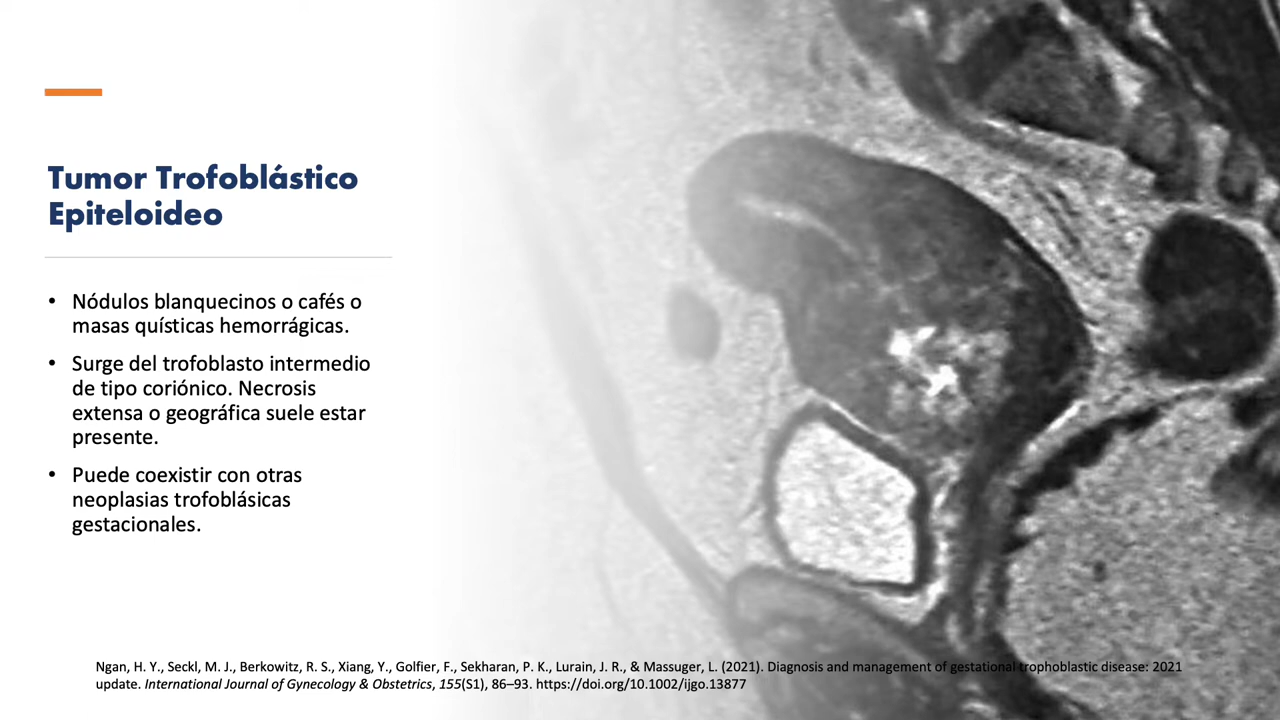 Tumor Trofoblástico
Epiteloideo
• Nódulos blanquecinos o cafés o
masas quísticas hemorrágicas.
• Surge del trofoblasto intermedio
de tipo coriónico. Necrosis
extensa o geográfica suele estar
presente.
• Puede coexistir con otras
neoplasias trofoblásicas
gestacionales.
Ngan, H. Y., Seckl, M. J., Berkowitz, R. S., Xiang, Y., Golfier, F., Sekharan, P. K., Lurain, J. R., & Massuger, L. (2021). Diagnosis and management of gestational trophoblastic disease: 2021
update. International Journal of Gynecology & Obstetrics, 155(S1), 86–93. https://doi.org/10.1002/ijgo.13877